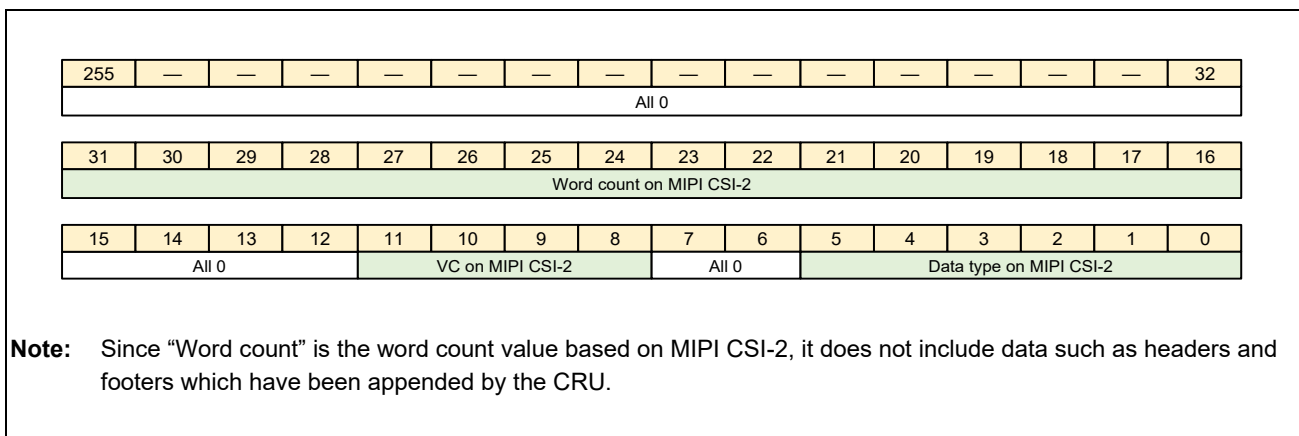 255 — — — — — — — — — — — — — — 32
All 0
31 30 29 28 27 26 25 24 23 22 21 20 19 18 17 16
Word count on MIPI CSI-2
15 14 13 12 11 10 9 8 7 6 5 4 3 2 1 0
All 0 VC on MIPI CSI-2 All 0 Data type on MIPI CSI-2
Note: Since “Word count” is the word count value based on MIPI CSI-2, it does not include data such as headers and
footers which have been appended by the CRU.